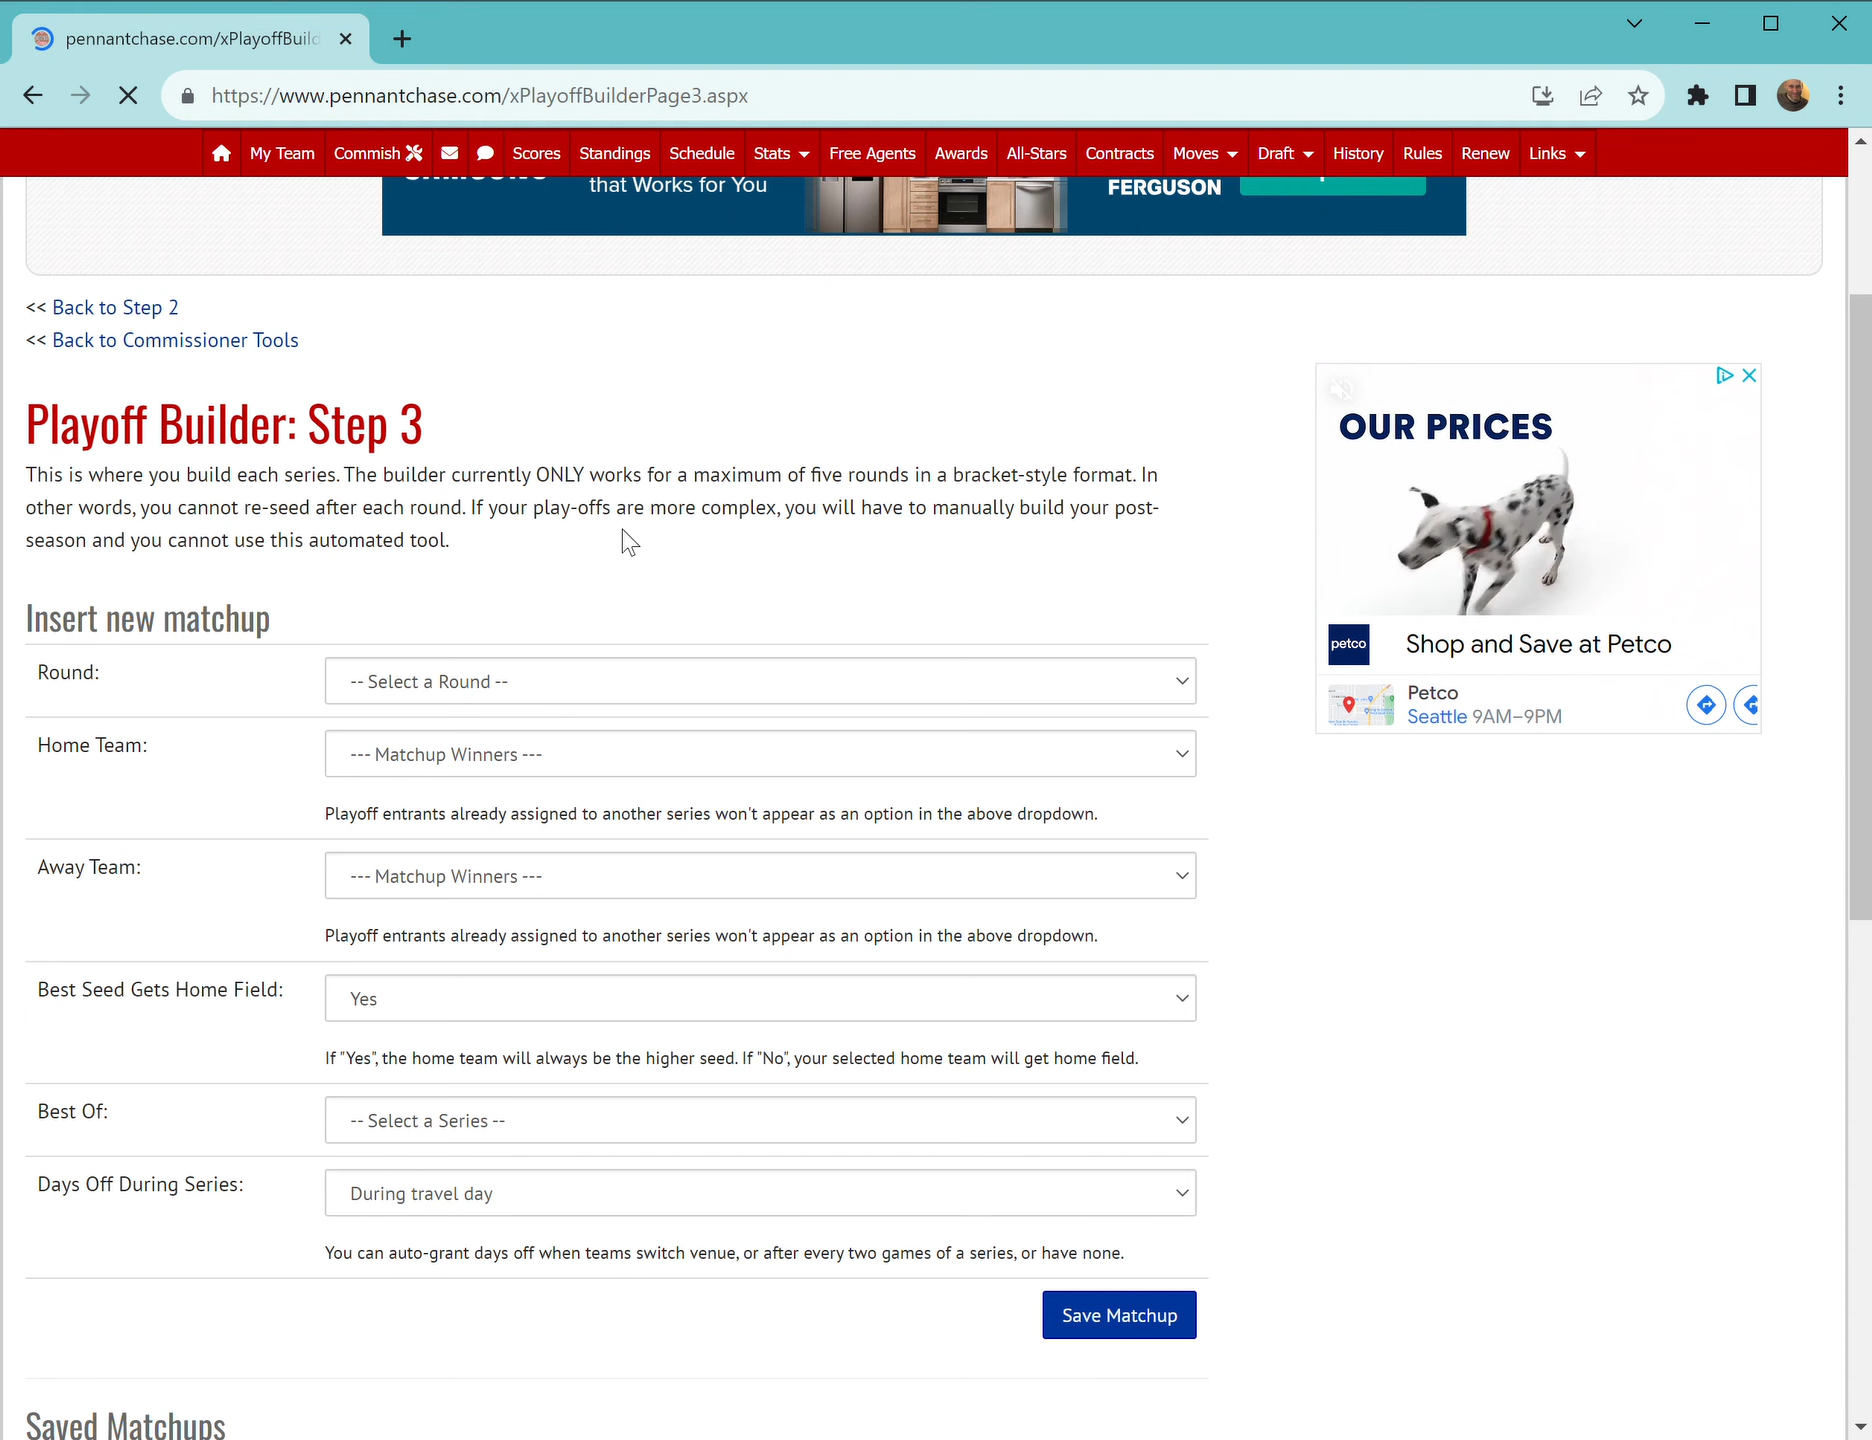 pennantchase.com/xPlayoffBuild
https://www.pennantchase.com/xPlayoffBuilderPage3.aspx
My Team Commish Scores Standings Schedule Stats Free Agents Awards All-Stars Contracts Moves Draft History Rules Renew Links
SAMSUNG
that Works for You
FERGUSON
<< Back to Step 2
<< Back to Commissioner Tools
Playoff Builder: Step 3
This is where you build each series. The builder currently ONLY works for a maximum of five rounds in a bracket-style format. In
other words, you cannot re-seed after each round. If your play-offs are more complex, you will have to manually build your post-
season and you cannot use this automated tool.
OUR PRICES
petco
Shop and Save at Petco
Petco
Seattle 9AM–9PM
Insert new matchup
Round:
-- Select a Round --
Home Team:
--- Matchup Winners ---
Playoff entrants already assigned to another series won't appear as an option in the above dropdown.
Away Team:
--- Matchup Winners ---
Playoff entrants already assigned to another series won't appear as an option in the above dropdown.
Best Seed Gets Home Field:
Yes
If "Yes", the home team will always be the higher seed. If "No", your selected home team will get home field.
Best Of:
-- Select a Series --
Days Off During Series:
During travel day
You can auto-grant days off when teams switch venue, or after every two games of a series, or have none.
Save Matchup
Saved Matchups